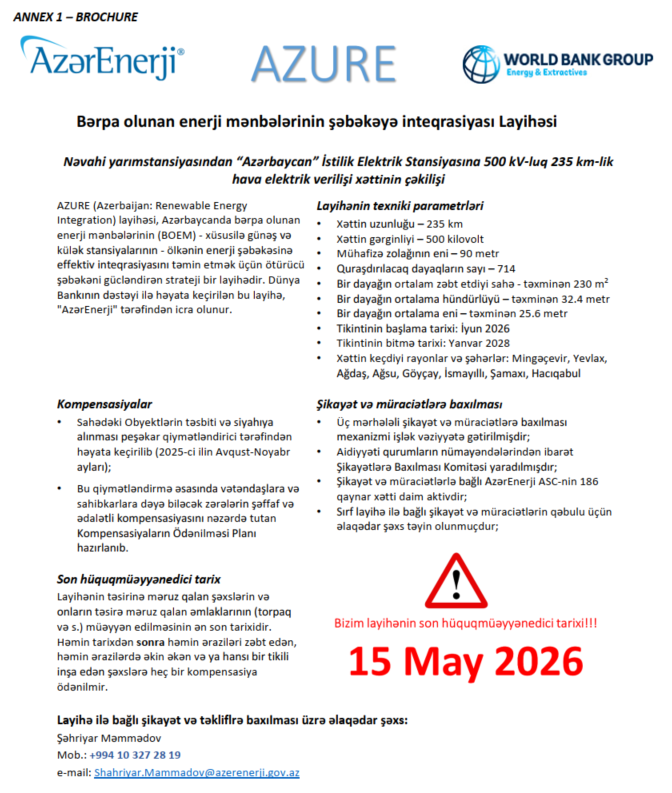 ANNEX 1 – BROCHURE
AzərEnerji®
AZURE
WORLD BANK GROUP
Energy & Extractives
Bərpa olunan enerji mənbələrinin şəbəkəyə inteqrasiyası Layihəsi
Nəvahi yarımstansiyasından “Azərbaycan” İstilik Elektrik Stansiyasına 500 kV-luq 235 km-lik
hava elektrik verilişi xəttinin çəkilişi
AZURE (Azerbaijan: Renewable Energy
Integration) layihəsi, Azərbaycanda bərpa olunan
enerji mənbələrinin (BOEM) - xüsusilə günəş və
külək stansiyalarının - ölkənin enerji şəbəkəsinə
effektiv inteqrasiyasını təmin etmək üçün ötürücü
şəbəkəni gücləndirən strateji bir layihədir. Dünya
Bankının dəstəyi ilə həyata keçirilən bu layihə,
"AzərEnerji" tərəfindən icra olunur.
Layihənin texniki parametrləri
• Xəttin uzunluğu – 235 km
• Xəttin gərginliyi – 500 kilovolt
• Mühafizə zolağının eni – 90 metr
• Quraşdırılacaq dayaqların sayı – 714
• Bir dayağın ortalam zəbt etdiyi sahə - təxminən 230 m²
• Bir dayağın ortalama hündürlüyü – təxminən 32.4 metr
• Bir dayağın ortalama eni – təxminən 25.6 metr
• Tikintinin başlama tarixi: İyun 2026
• Tikintinin bitmə tarixi: Yanvar 2028
• Xəttin keçdiyi rayonlar və şəhərlər: Mingəçevir, Yevlax,
Ağdaş, Ağsu, Göyçay, İsmayıllı, Şamaxı, Hacıqabul
Kompensasiyalar
• Sahədəki Obyektlərin təsbiti və siyahıya
alınması peşəkar qiymətləndirici tərəfindən
həyata keçirilib (2025-ci ilin Avqust-Noyabr
ayları);
• Bu qiymətləndirmə əsasında vətəndaşlara və
sahibkarlara dəyə biləcək zərələrin şəffaf və
ədalətli kompensasiyasını nəzərdə tutan
Kompensasiyaların Ödənilməsi Planı
hazırlanıb.
Şikayət və müraciətlərə baxılması
• Üç mərhələli şikayət və müraciətlərə baxılması
mexanizmi işlək vəziyyətə gətirilmişdir;
• Aidiyyəti qurumların nümayəndələrindən ibarət
Şikayətlərə Baxılması Komitəsi yaradılmışdır;
• Şikayət və müraciətlərlə bağlı AzərEnerji ASC-nin 186
qaynar xətti daim aktivdir;
• Sırf layihə ilə bağlı şikayət və müraciətlərin qəbulu üçün
əlaqədar şəxs təyin olunmuçdur;
Son hüquqmüəyyənedici tarix
Layihənin təsirinə məruz qalan şəxslərin və
onların təsirə məruz qalan əmlaklarının (torpaq
və s.) müəyyən edilməsinin ən son tarixidir.
Həmin tarixdən sonra həmin əraziləri zəbt edən,
həmin ərazilərdə əkin əkən və ya hansı bir tikili
inşa edən şəxslərə heç bir kompensasiya
ödənilmir.
!
Bizim layihənin son hüquqmüəyyənedici tarixi!!!
15 May 2026
Layihə ilə bağlı şikayət və təkliflrə baxılması üzrə əlaqədar şəxs:
Şəhriyar Məmmədov
Mob.: +994 10 327 28 19
e-mail: Shahriyar.Mammadov@azerenerji.gov.az